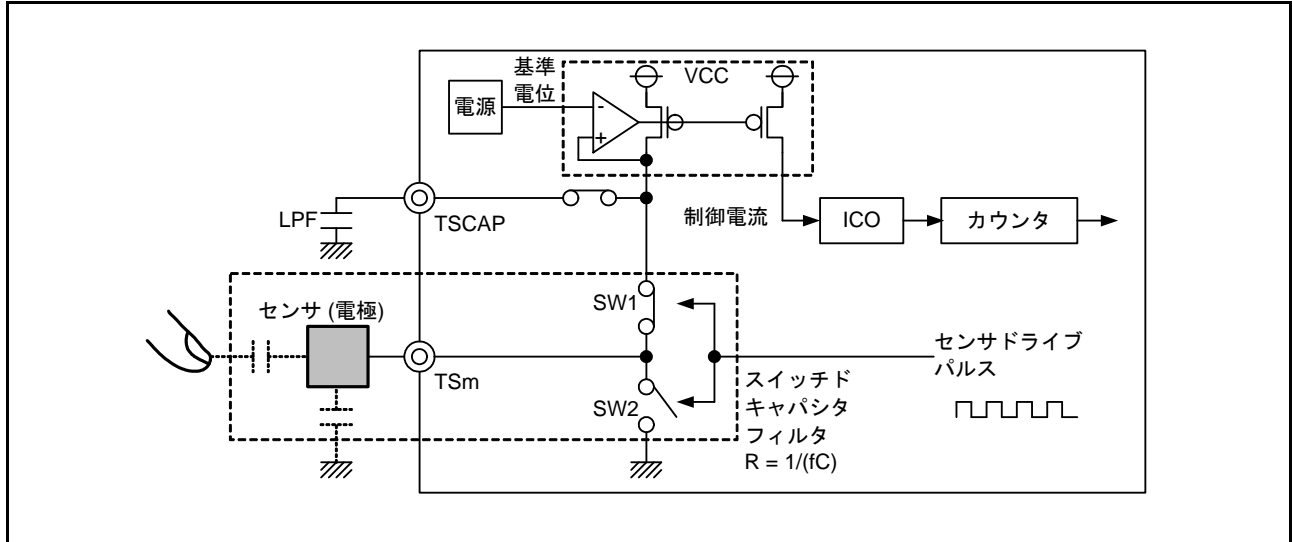 基準
電位
VCC
電源
-
+
LPF
TSCAP
制御電流
ICO
カウンタ
SW1
センサ (電極)
センサドライブ
パルス
TSm
SW2
スイッチド
キャパシタ
フィルタ
R = 1/(fC)